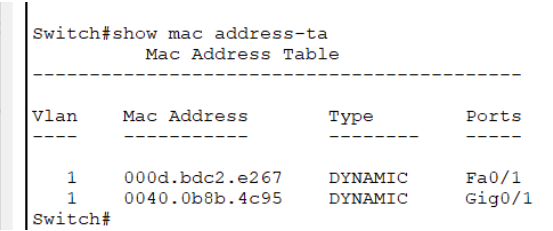 Switch#show mac address-ta
Mac Address Table
-------------------------------------------
Vlan    Mac Address       Type        Ports
----    -----------       --------    -----
1    000d.bdc2.e267    DYNAMIC     Fa0/1
1    0040.0b8b.4c95    DYNAMIC     Gig0/1
Switch#